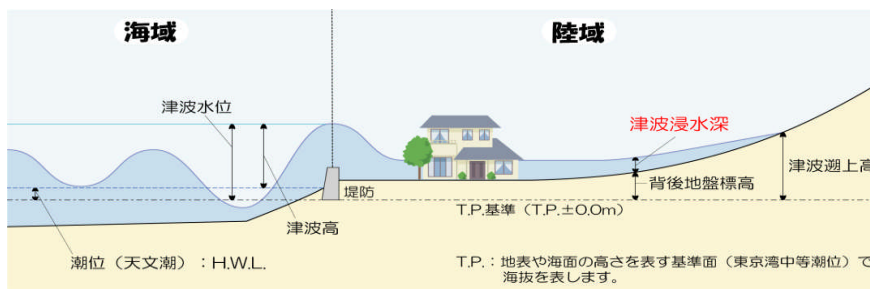 海域
陸域
津波水位
津波浸水深
津波遡上高
背後地盤標高
堤防
T.P.基準（T.P.±0.0m）
津波高
潮位（天文潮）：H.W.L.
T.P.：地表や海面の高さを表す基準面（東京湾中等潮位）で
海抜を表します。